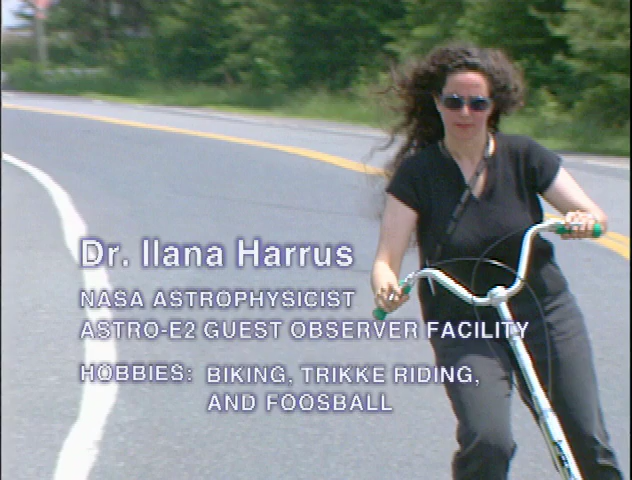 Dr. Ilana Harrus
NASA ASTROPHYSICIST
ASTRO-E2 GUEST OBSERVER FACILITY
HOBBIES: BIKING, TRIKKE RIDING,
AND FOOSBALL